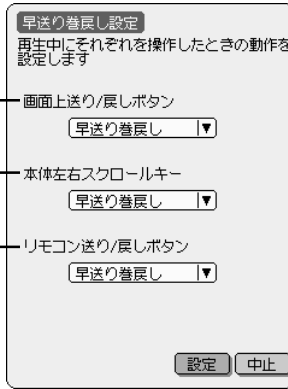 早送り巻戻し設定
再生中にそれぞれを操作したときの動作を
設定します
画面上送り/戻しボタン
早送り巻戻し ▼
本体左右スクロールキー
早送り巻戻し ▼
リモコン送り/戻しボタン
早送り巻戻し ▼
設定 中止